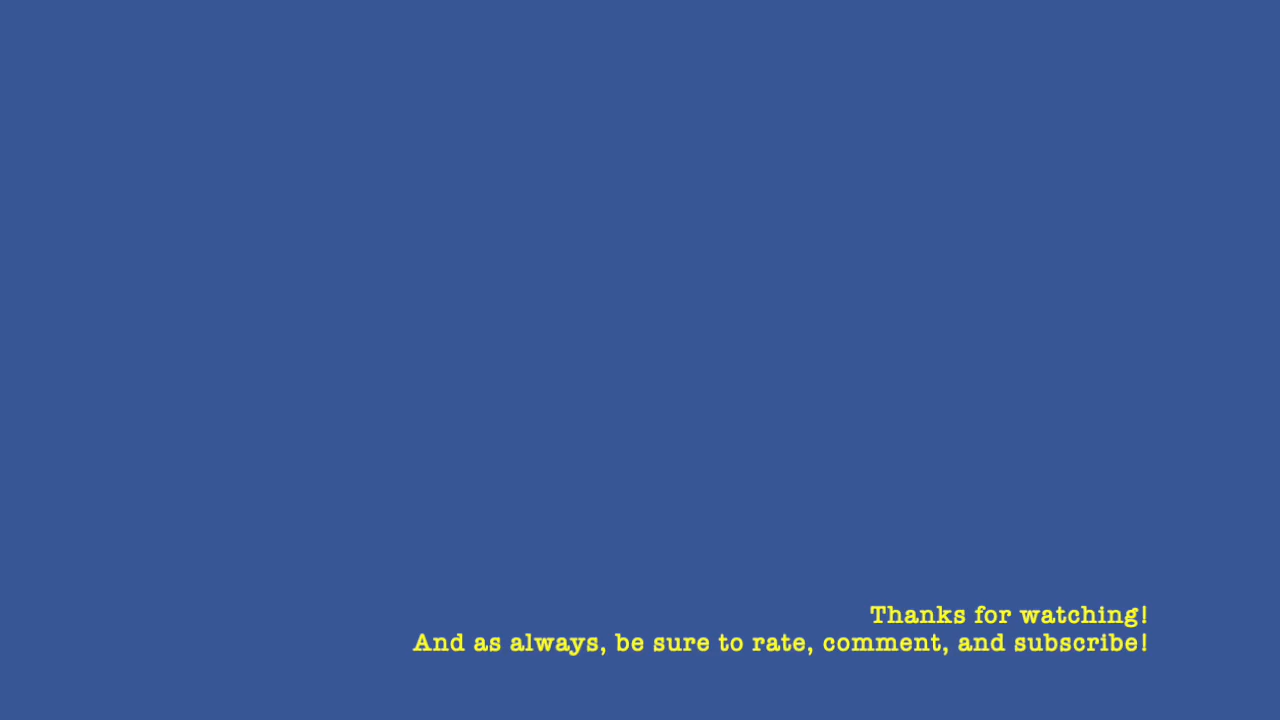 Thanks for watching!
And as always, be sure to rate, comment, and subscribe!